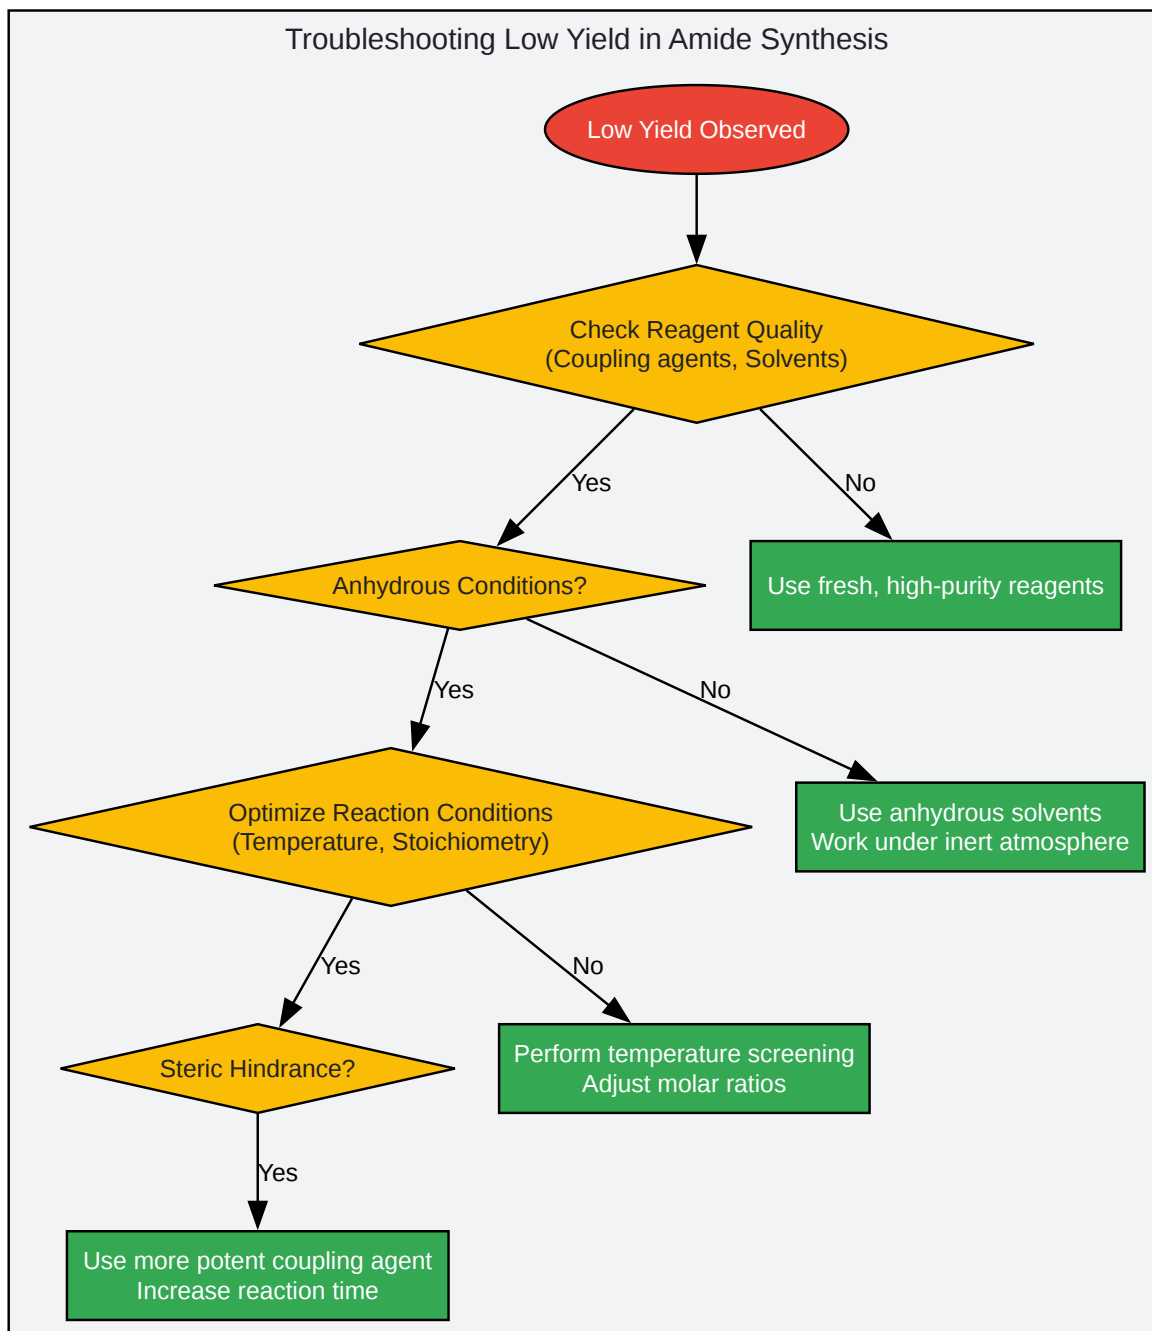 Troubleshooting Low Yield in Amide Synthesis
Low Yield Observed
Check Reagent Quality
(Coupling agents, Solvents)
Yes
No
Anhydrous Conditions?
Use fresh, high-purity reagents
Yes
No
Optimize Reaction Conditions
(Temperature, Stoichiometry)
Use anhydrous solvents
Work under inert atmosphere
Yes
No
Steric Hindrance?
Perform temperature screening
Adjust molar ratios
Yes
Use more potent coupling agent
Increase reaction time